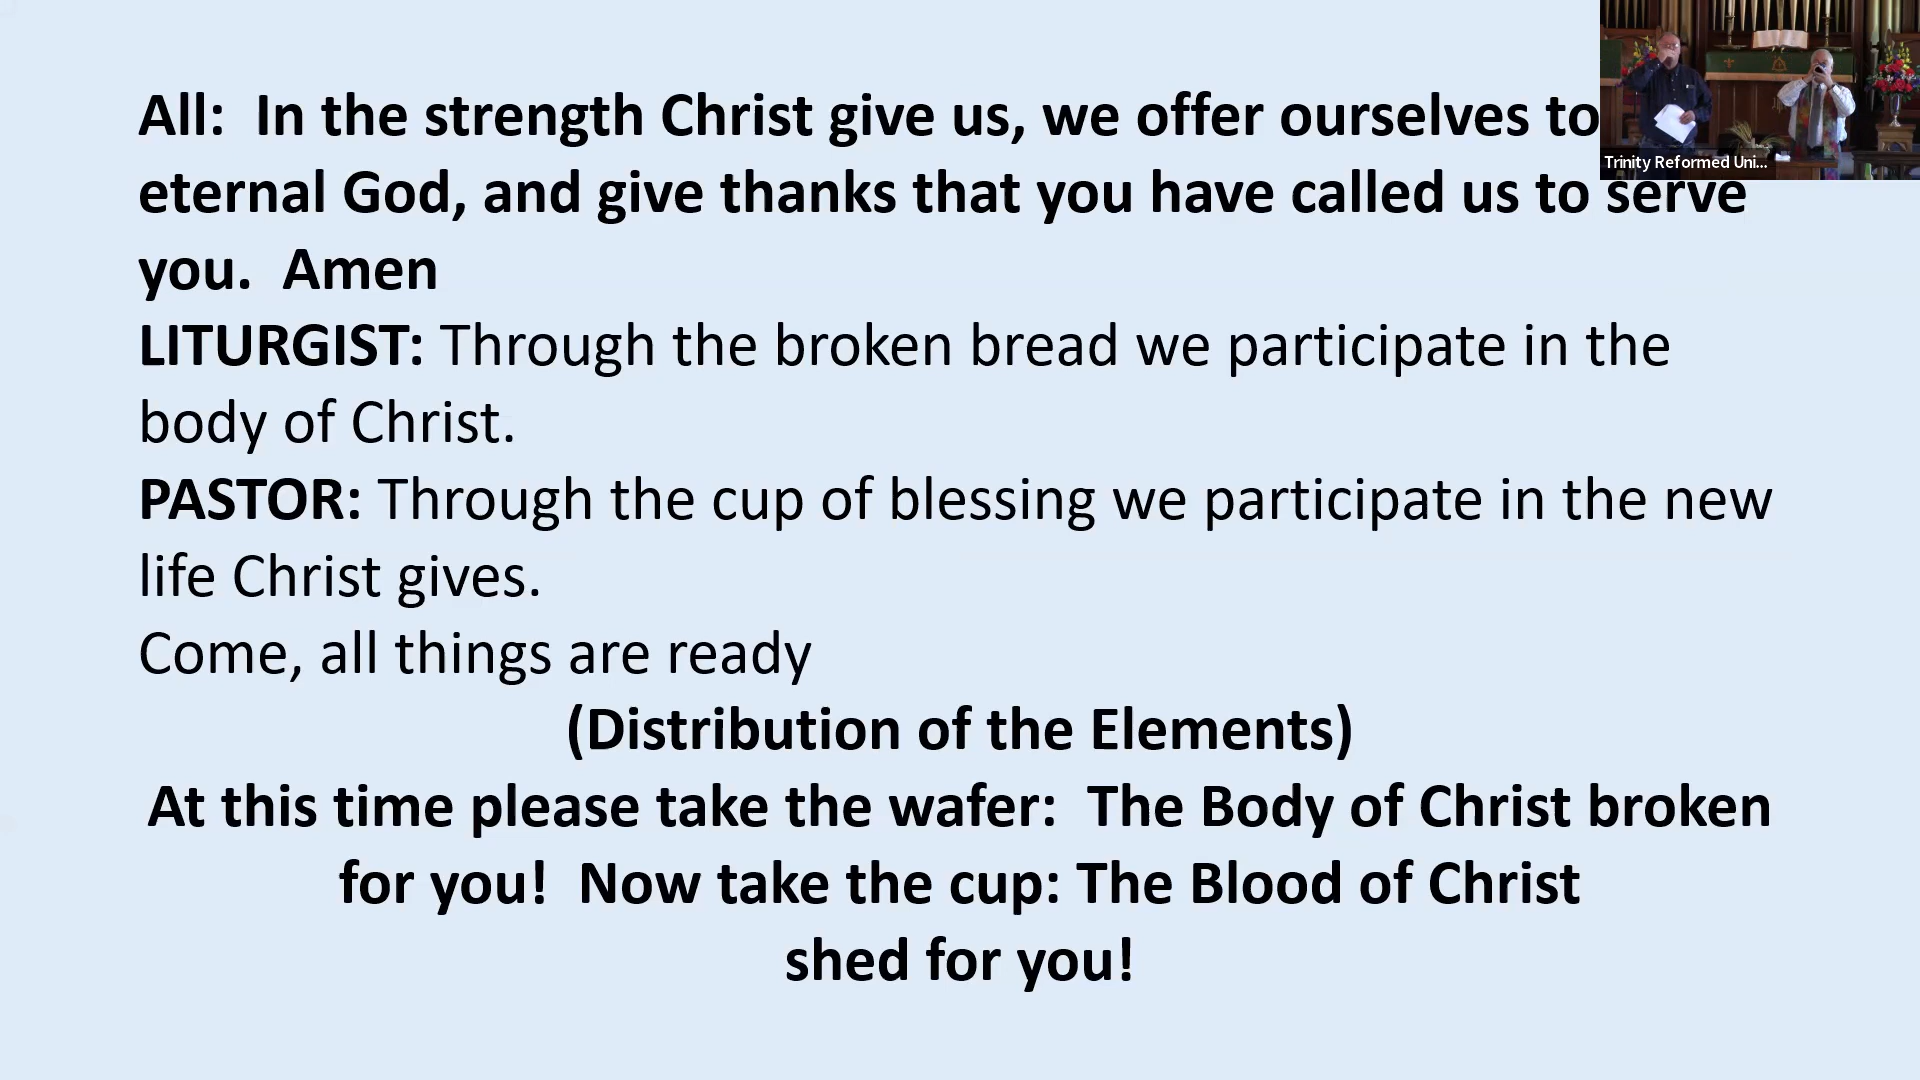 All:  In the strength Christ give us, we offer ourselves to
eternal God, and give thanks that you have called us to serve
you.  Amen
LITURGIST: Through the broken bread we participate in the
body of Christ.
PASTOR: Through the cup of blessing we participate in the new
life Christ gives.
Come, all things are ready
(Distribution of the Elements)
At this time please take the wafer:  The Body of Christ broken
for you!  Now take the cup: The Blood of Christ
shed for you!
Trinity Reformed Uni...